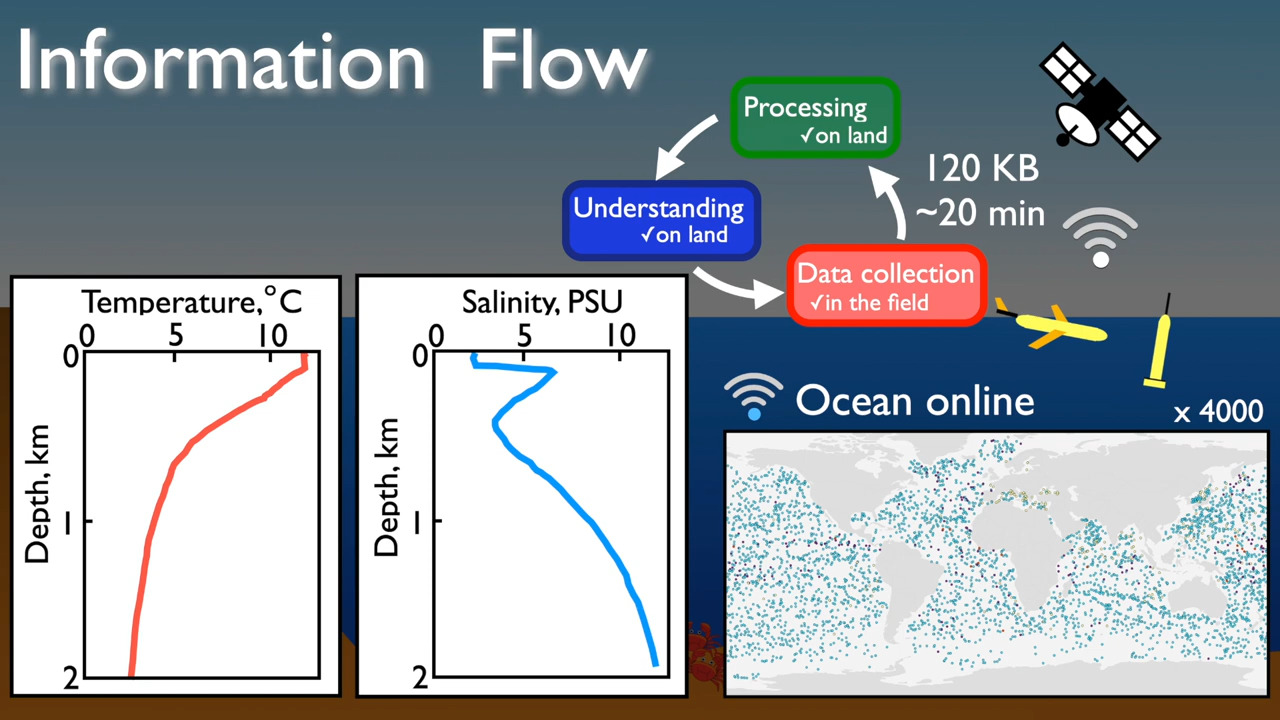 Information Flow
Processing
✓on land
120 KB
~20 min
Understanding
✓on land
Data collection
✓in the field
Temperature, °C
0 5 10
0
1
2
Depth, km
Salinity, PSU
0 5 10
0
1
2
Depth, km
Ocean online
x 4000